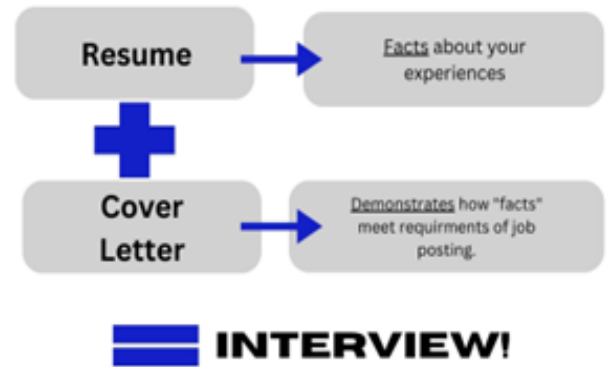 Resume
Facts about your
experiences
Cover
Letter
Demonstrates how "facts"
meet requirments of job
posting.
INTERVIEW!